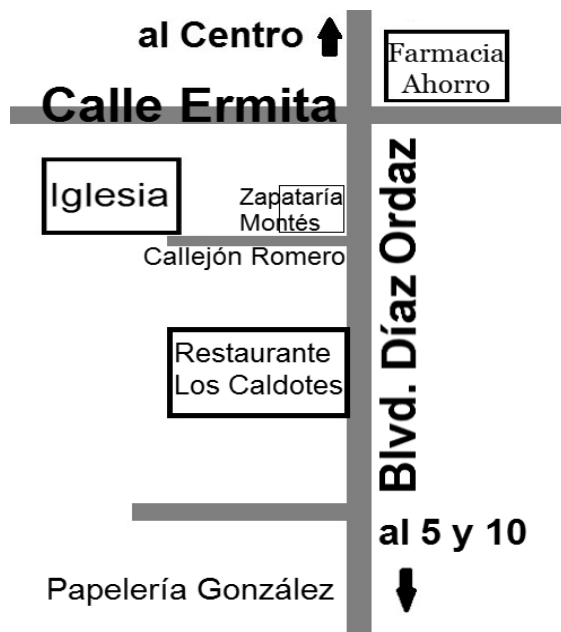 al Centro
Farmacia
Ahorro
Calle Ermita
Iglesia
Zapataría
Montés
Callejón Romero
Blvd. Díaz Ordaz
Restaurante
Los Caldotes
al 5 y 10
Papelería González